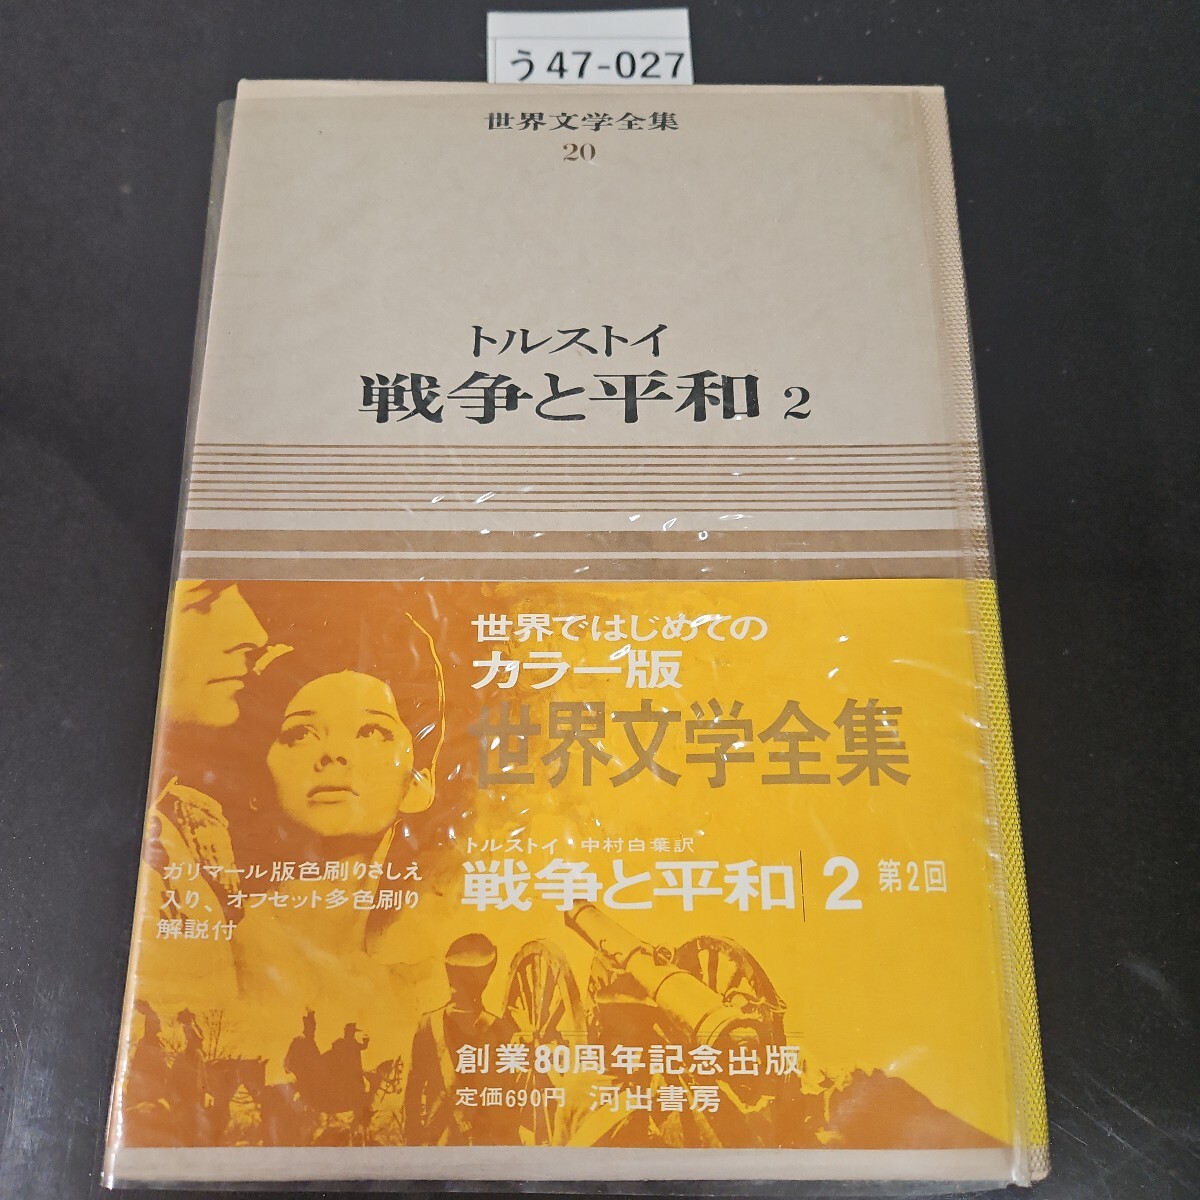 う47-027
世界文学全集
20
トルストイ
戦争と平和 2
世界ではじめての
カラー版
世界文学全集
トルストイ 中村白葉訳
戦争と平和 2 第2回
ガリマール版色刷りさしえ
入り、オフセット多色刷り
解説付
創業80周年記念出版
定価690円 河出書房